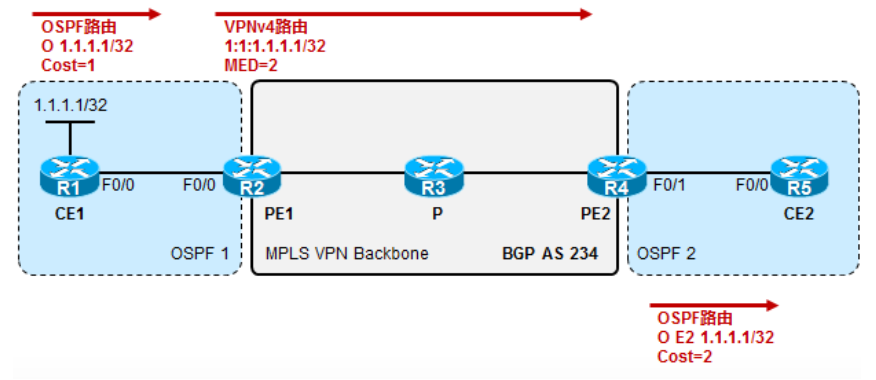 OSPF路由
O 1.1.1.1/32
Cost=1
VPNv4路由
1:1:1.1.1.1/32
MED=2
1.1.1.1/32
R1
F0/0
F0/0
R2
R3
R4
F0/1
F0/0
R5
CE1
PE1
P
PE2
CE2
OSPF 1
MPLS VPN Backbone
BGP AS 234
OSPF 2
OSPF路由
O E2 1.1.1.1/32
Cost=2